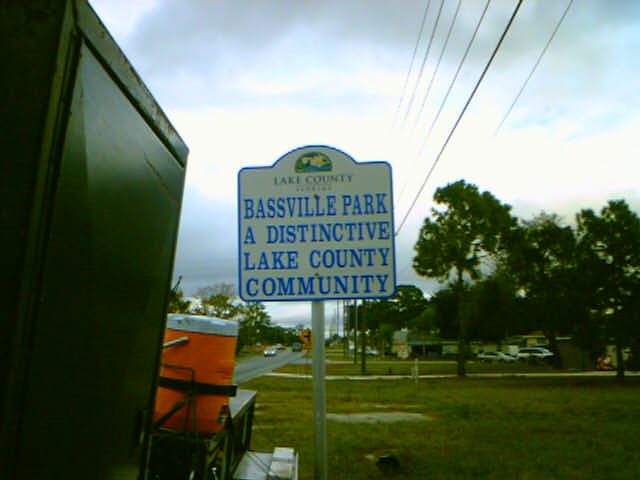 LAKE COUNTY
FLORIDA
BASSVILLE PARK
A DISTINCTIVE
LAKE COUNTY
COMMUNITY